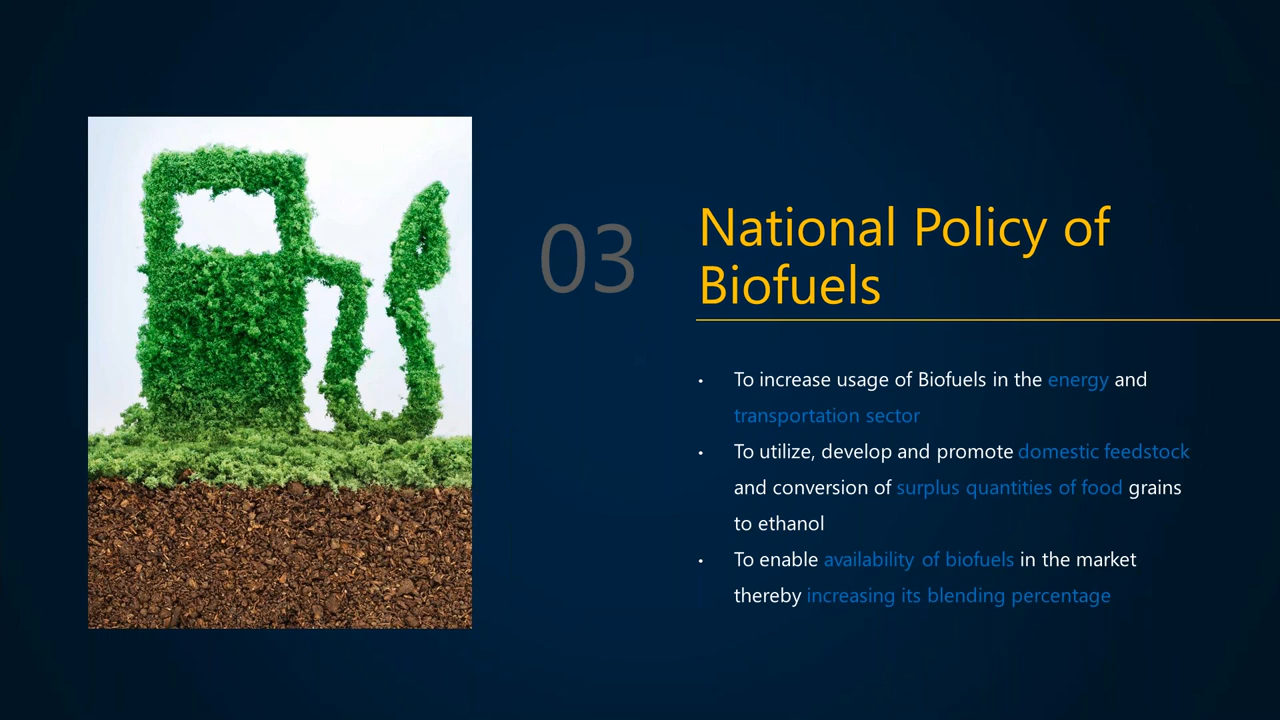 03
National Policy of
Biofuels
• To increase usage of Biofuels in the energy and
transportation sector
• To utilize, develop and promote domestic feedstock
and conversion of surplus quantities of food grains
to ethanol
• To enable availability of biofuels in the market
thereby increasing its blending percentage